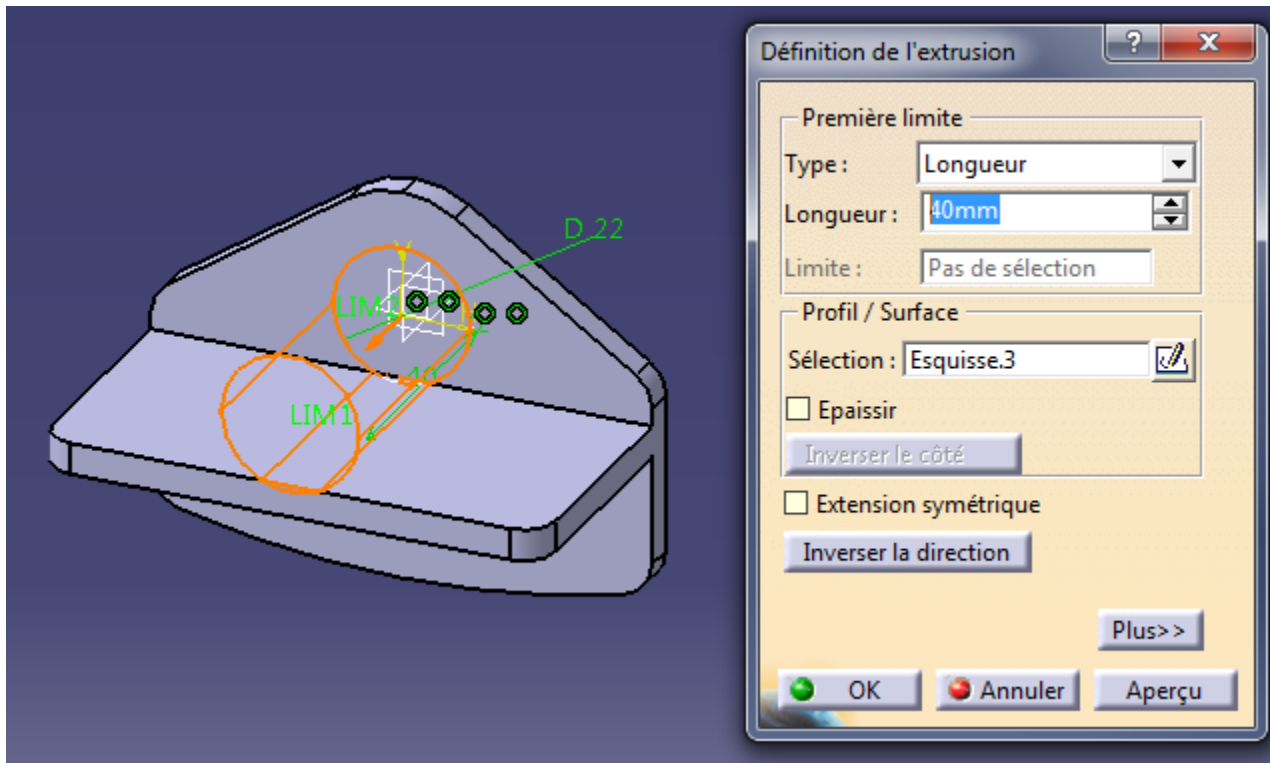 Définition de l'extrusion
?
x
Première limite
Type :
Longueur
Longueur :
40mm
Limite :
Pas de sélection
Profil / Surface
Sélection :
Esquisse.3
Epaissir
Inverser le côté
Extension symétrique
Inverser la direction
Plus>>
OK
Annuler
Aperçu
D 22
V
LIM2
40
LIM1